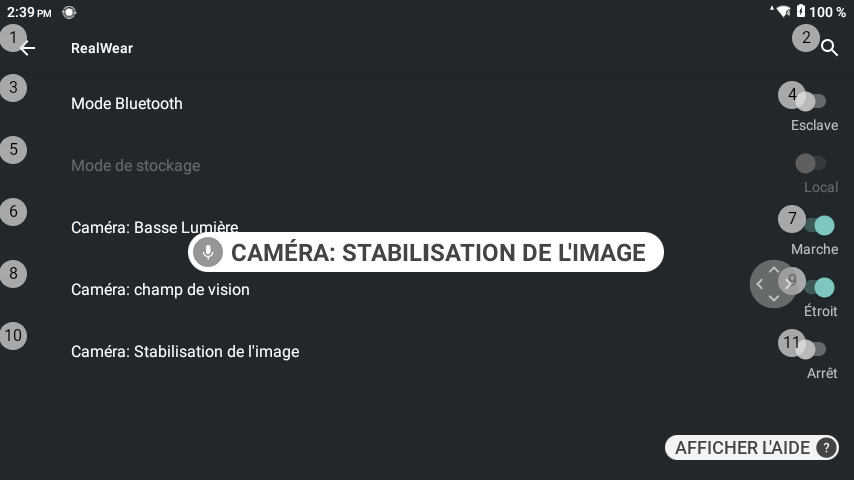 2:39 PM 100 %
1 RealWear 2
3 Mode Bluetooth 4
Esclave
5 Mode de stockage
Local
6 Caméra: Basse Lumière 7
Marche
CAMÉRA: STABILISATION DE L'IMAGE
8 Caméra: champ de vision 9
Étroit
10 Caméra: Stabilisation de l'image 11
Arrêt
AFFICHER L'AIDE ?